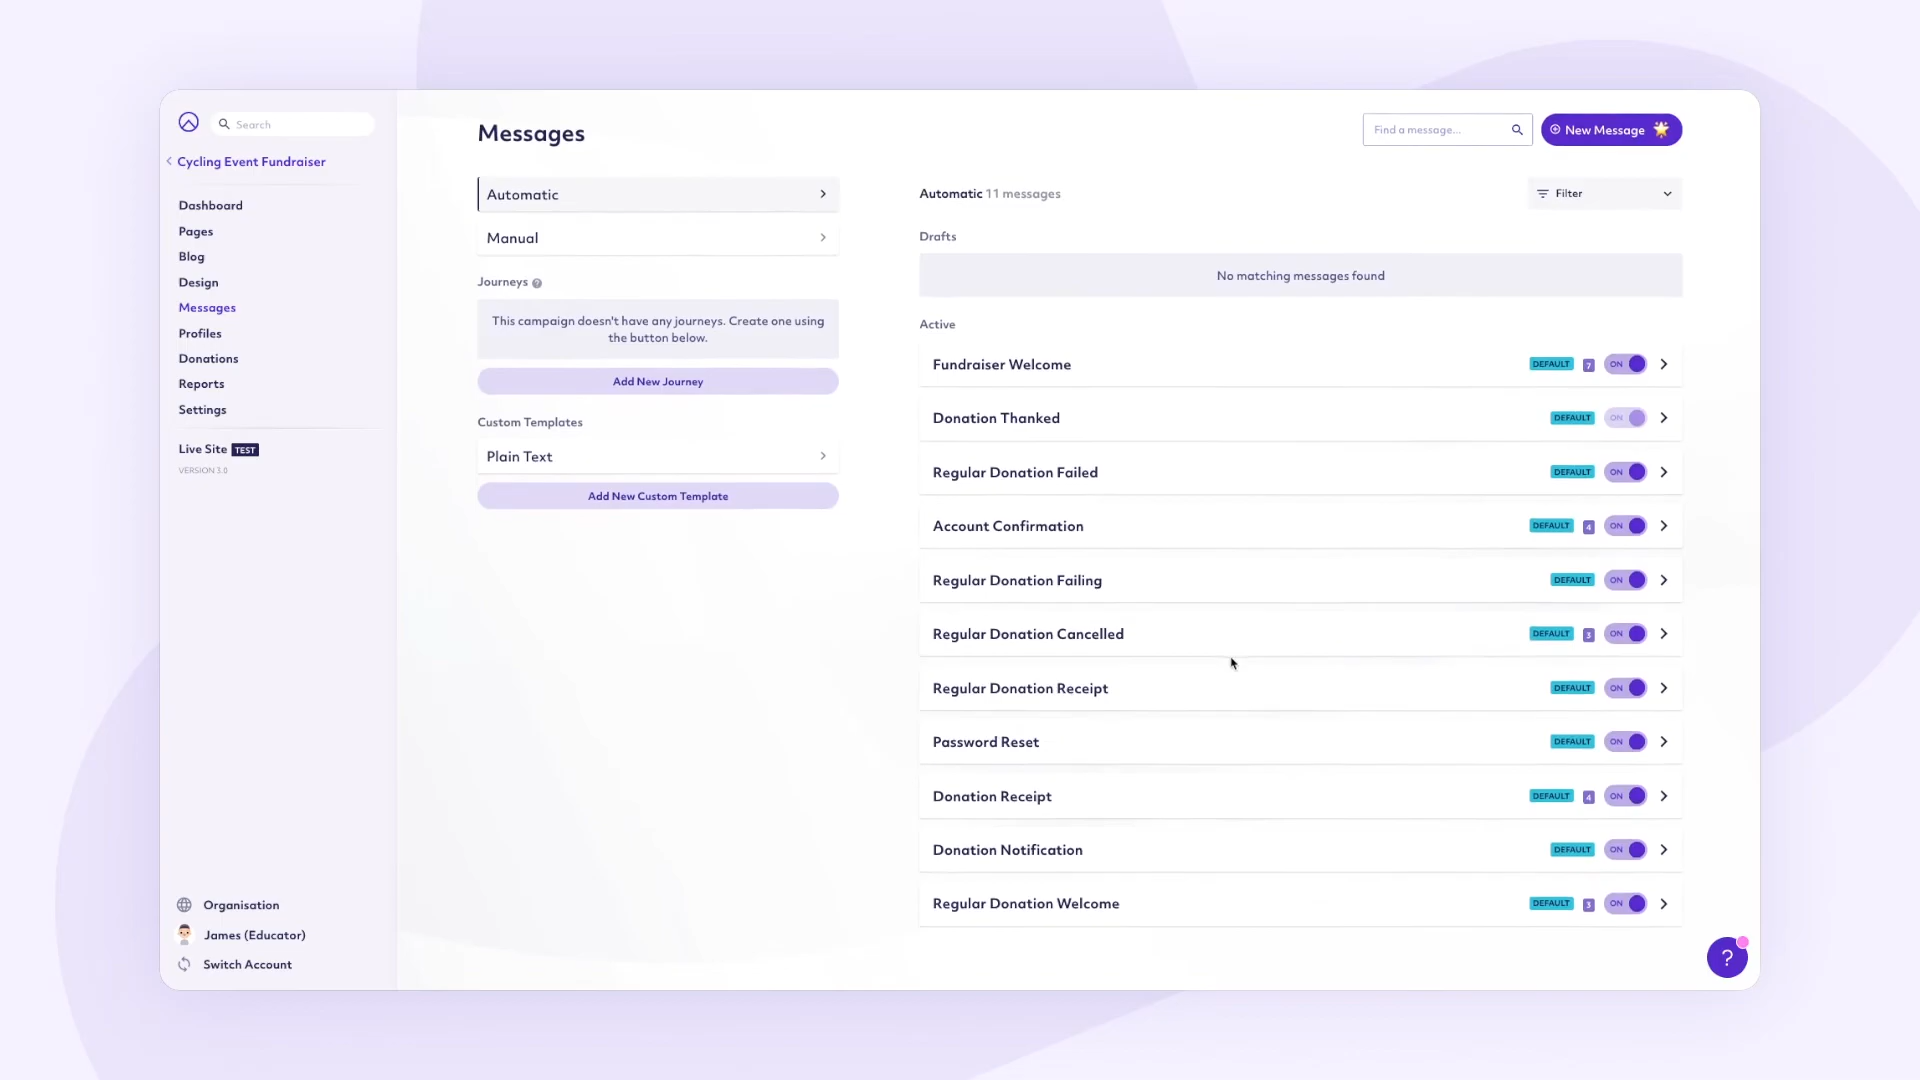 Search
Cycling Event Fundraiser
Dashboard
Pages
Blog
Design
Messages
Profiles
Donations
Reports
Settings
Live Site TEST
VERSION 3.0
Organisation
James (Educator)
Switch Account
Messages
Find a message...
New Message
Automatic
Manual
Journeys ?
This campaign doesn't have any journeys. Create one using
the button below.
Add New Journey
Custom Templates
Plain Text
Add New Custom Template
Automatic 11 messages
Filter
Drafts
No matching messages found
Active
Fundraiser Welcome DEFAULT 7 ON
Donation Thanked DEFAULT ON
Regular Donation Failed DEFAULT ON
Account Confirmation DEFAULT 4 ON
Regular Donation Failing DEFAULT ON
Regular Donation Cancelled DEFAULT 3 ON
Regular Donation Receipt DEFAULT ON
Password Reset DEFAULT ON
Donation Receipt DEFAULT 4 ON
Donation Notification DEFAULT ON
Regular Donation Welcome DEFAULT 3 ON
?